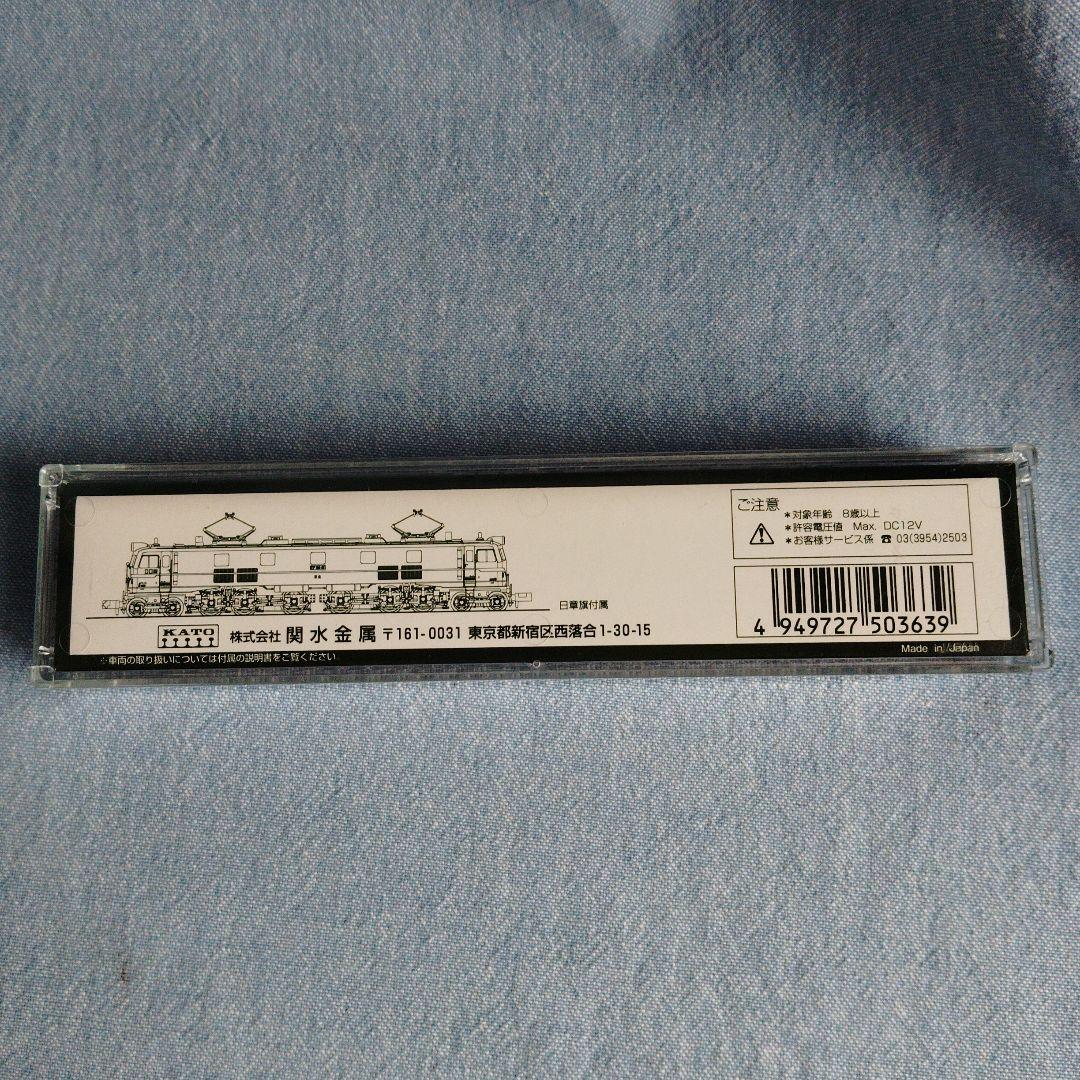 日章旗付属
KATO
株式会社 関水金属 〒161-0031 東京都新宿区西落合1-30-15
※車両の取り扱いについては付属の説明書をご覧ください
ご注意
*対象年齢 8歳以上
*許容電圧値 Max. DC12V
*お客様サービス係 ☎ 03(3954)2503
4 949727 503639
Made in Japan